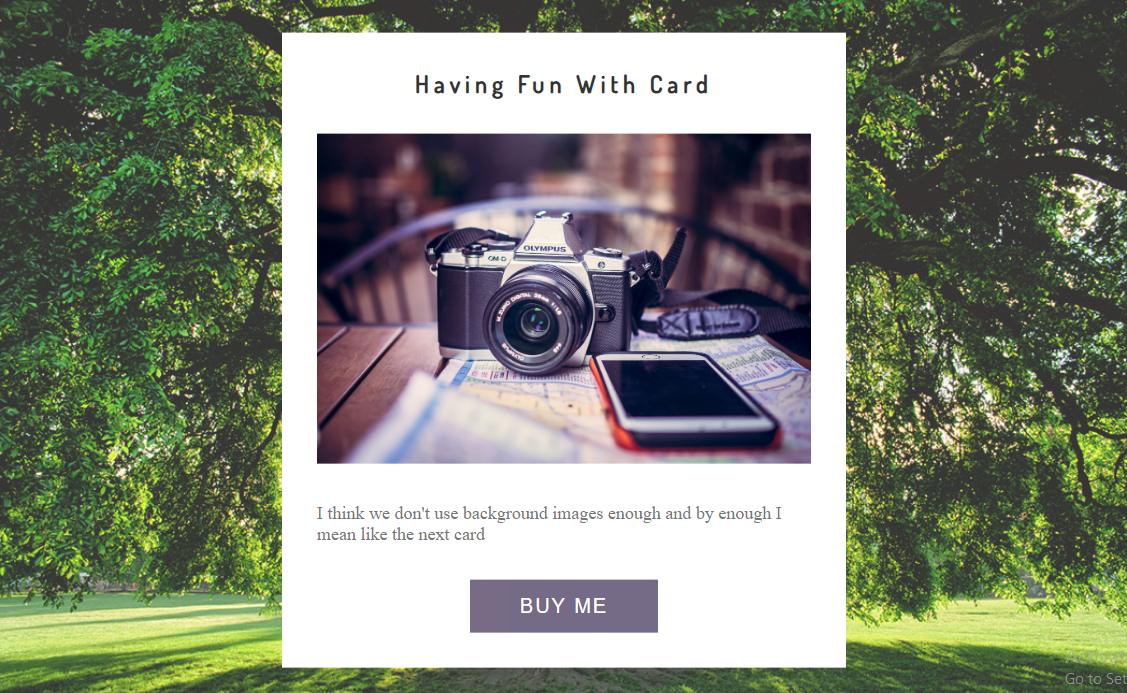 Having Fun With Card
OLYMPUS
OM-D
I think we don't use background images enough and by enough I
mean like the next card
BUY ME
Go to Set